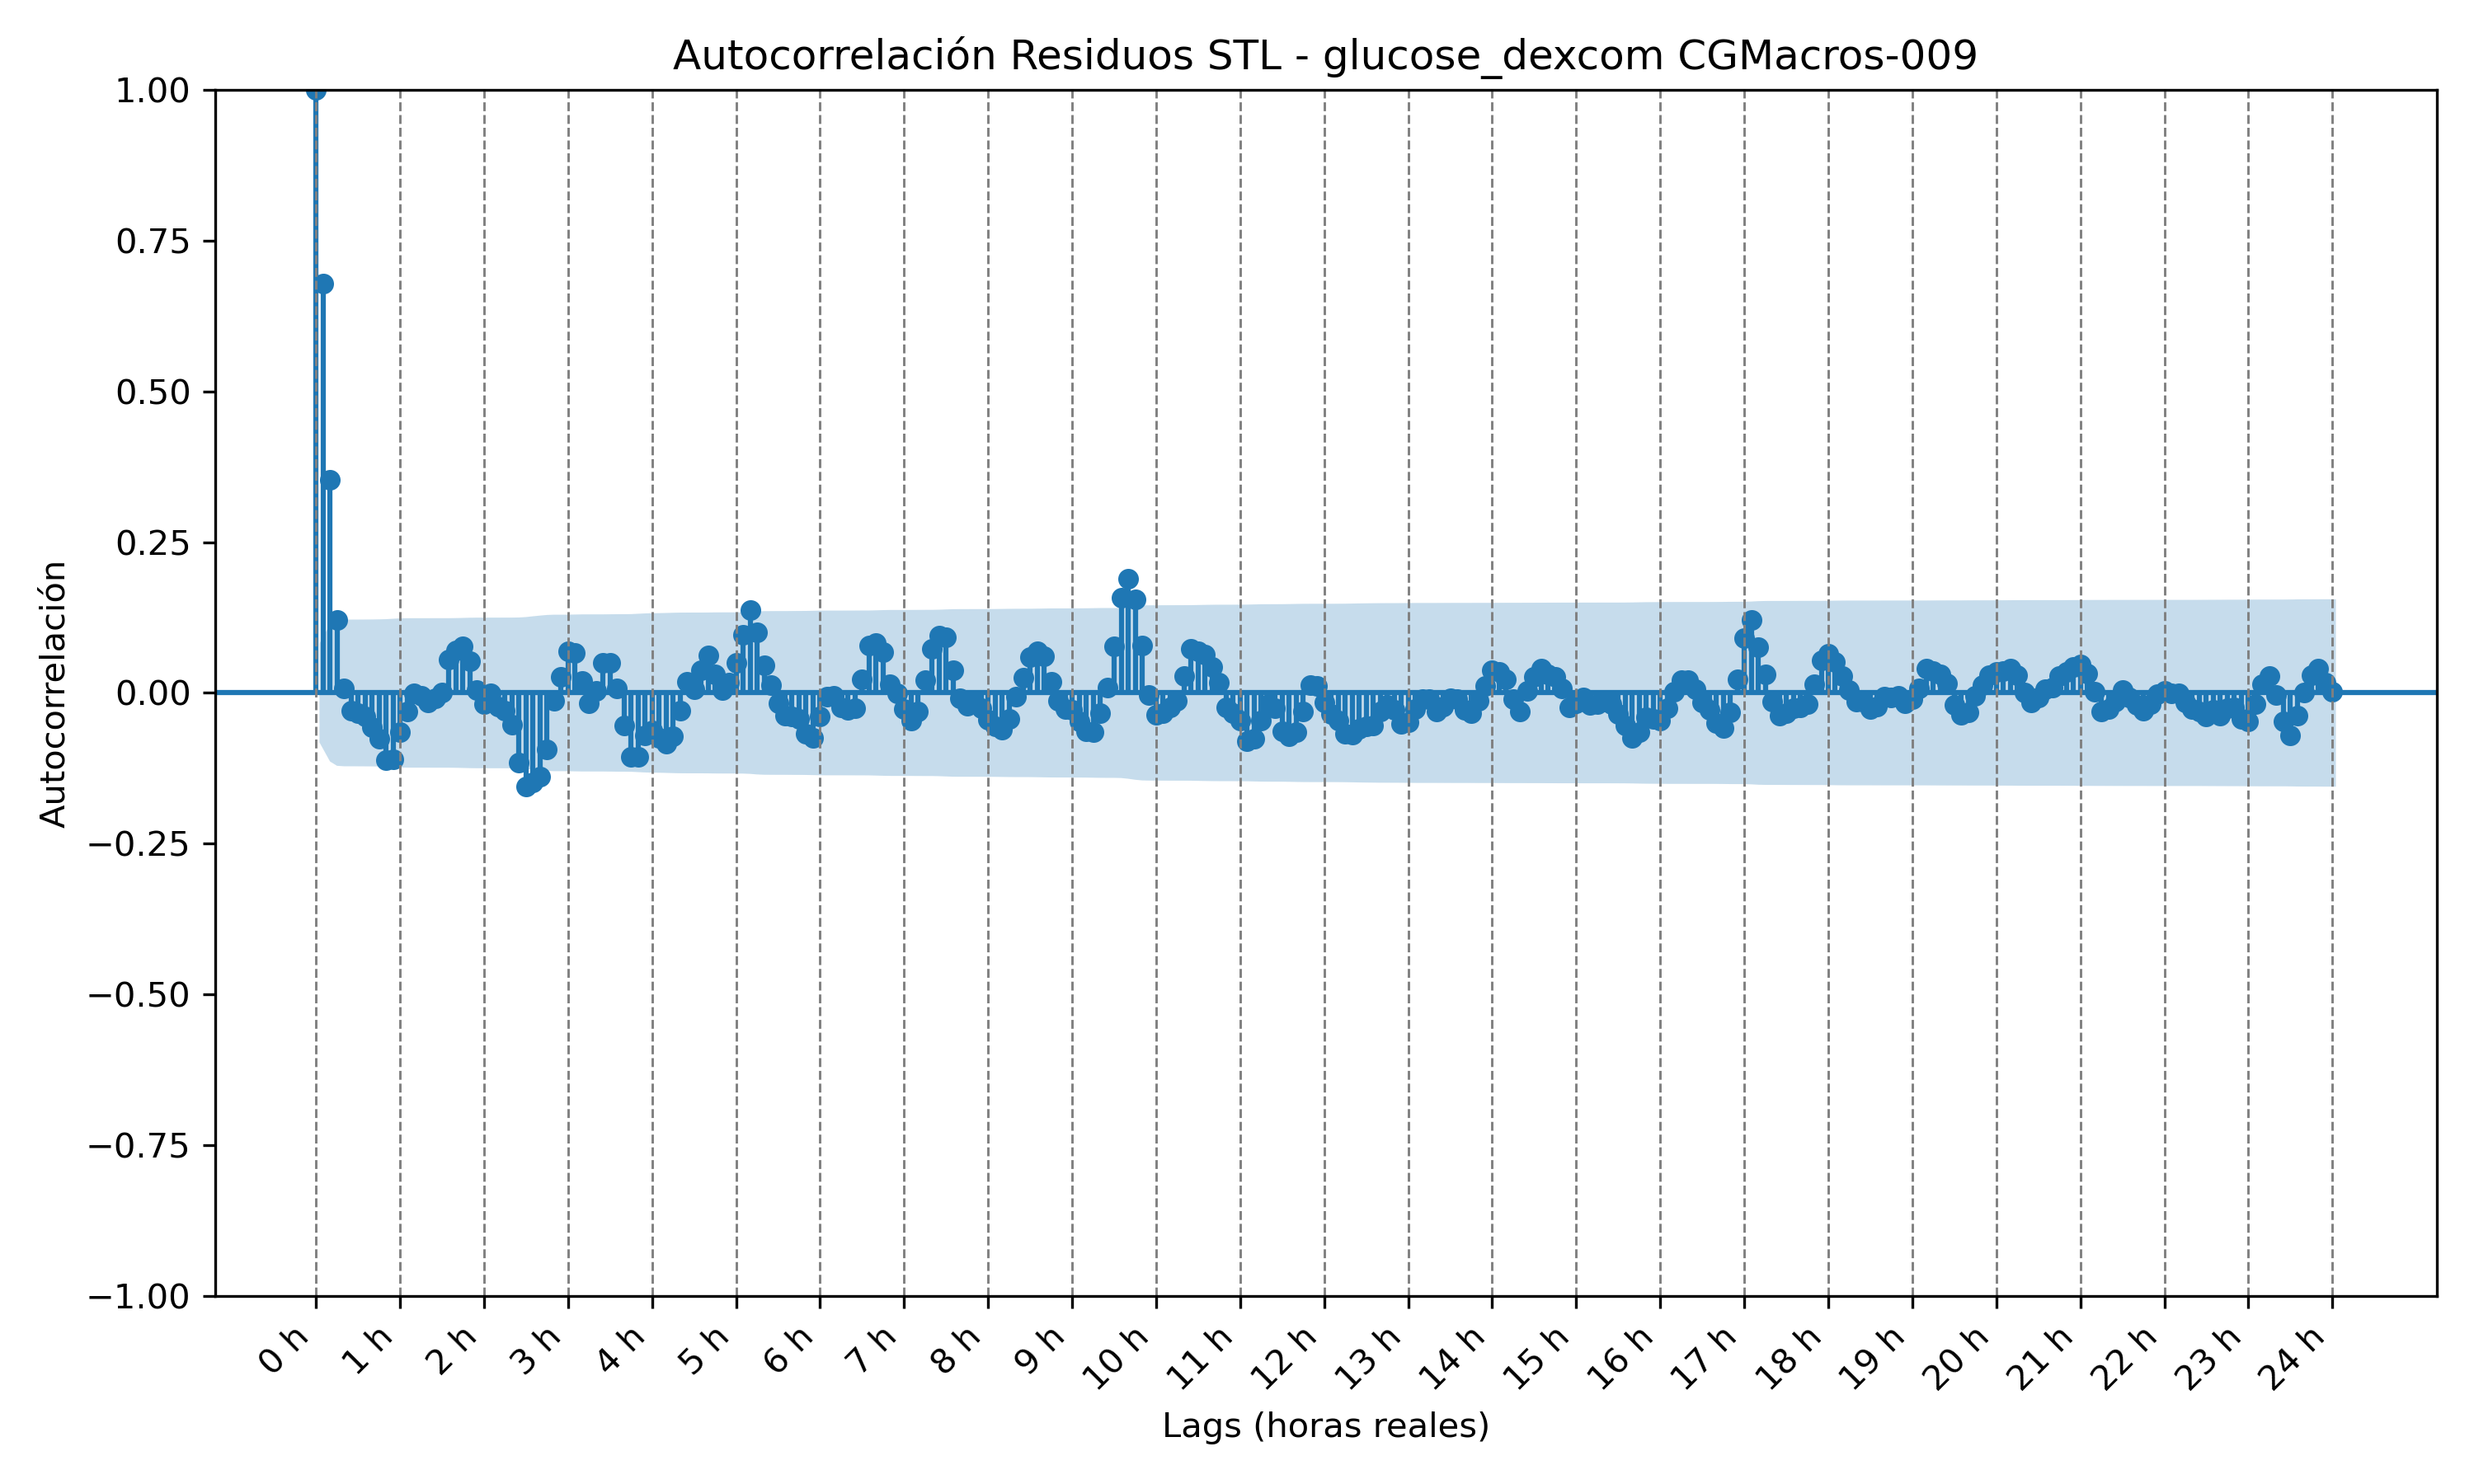 Autocorrelación Residuos STL - glucose_dexcom CGMacros-009
1.00
0.75
0.50
0.25
0.00
−0.25
−0.50
−0.75
−1.00
Autocorrelación
0 h
1 h
2 h
3 h
4 h
5 h
6 h
7 h
8 h
9 h
10 h
11 h
12 h
13 h
14 h
15 h
16 h
17 h
18 h
19 h
20 h
21 h
22 h
23 h
24 h
Lags (horas reales)